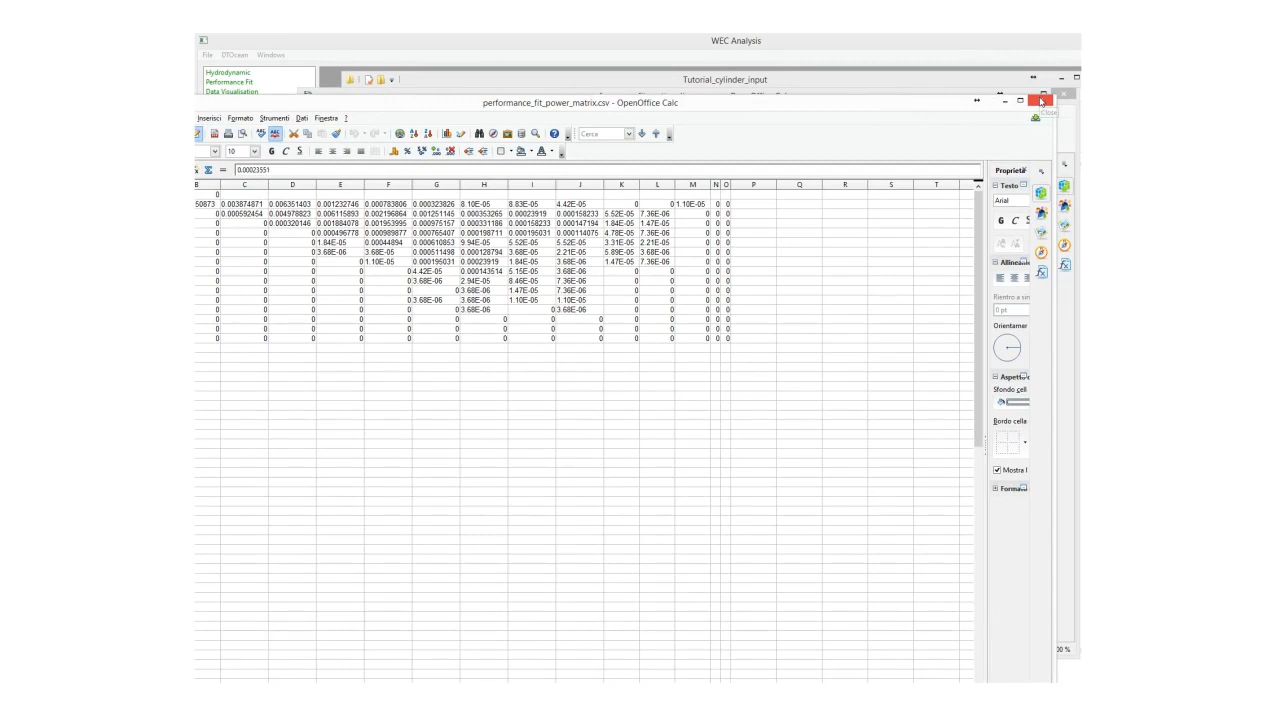 WEC Analysis
File DTOcean Windows
Hydrodynamic
Performance Fit
Data Visualisation
Tutorial_cylinder_input
performance_fit_power_matrix.csv - OpenOffice Calc
Close
Inserisci Formato Strumenti Dati Finestra ?
Cerca
10 G C S
0.00023551
B C D E F G H I J K L M N O P Q R S T
0
50873 0.003874871 0.006351403 0.001222745 0.000783806 0.000323826 8.10E-05 8.83E-05 4.42E-05 0 0 1.10E-05 0 0
0 0.000592454 0.004978823 0.006115893 0.002196864 0.001251145 0.000353265 0.00023919 0.000158233 5.52E-05 7.36E-06 0 0 0
0 0 0.000320146 0.001884078 0.001953995 0.000975157 0.000331186 0.000158233 0.000147194 1.84E-05 1.47E-05 0 0 0
0 0 0 0.000496778 0.000989877 0.000765407 0.000198711 0.000195031 0.000114075 4.78E-05 7.36E-06 0 0 0
0 0 0 1.84E-05 0.00044894 0.000610853 9.94E-05 5.52E-05 5.52E-05 3.31E-05 2.21E-05 0 0 0
0 0 0 3.68E-06 3.68E-05 0.000511498 0.000128794 3.68E-05 2.21E-05 5.89E-05 3.68E-06 0 0 0
0 0 0 0 1.10E-05 0.000195031 0.00023919 1.84E-05 3.68E-06 1.47E-05 7.36E-06 0 0 0
0 0 0 0 0 4.42E-05 0.000143514 5.15E-05 3.68E-06 0 0 0 0 0
0 0 0 0 0 3.68E-06 2.94E-05 8.46E-05 7.36E-06 0 0 0 0 0
0 0 0 0 0 0 3.68E-06 1.47E-05 7.36E-06 0 0 0 0 0
0 0 0 0 0 3.68E-06 3.68E-06 1.10E-05 1.10E-05 0 0 0 0 0
0 0 0 0 0 0 3.68E-06 0 3.68E-06 0 0 0 0 0
0 0 0 0 0 0 0 0 0 0 0 0 0 0
0 0 0 0 0 0 0 0 0 0 0 0 0 0
0 0 0 0 0 0 0 0 0 0 0 0 0 0
Proprietà
Testo
Arial
G C S
Allinea
Rientro a sin
0 pt
Orientamer
Aspetto
Sfondo cell
Bordo cella
Mostra l
Forma
00 %